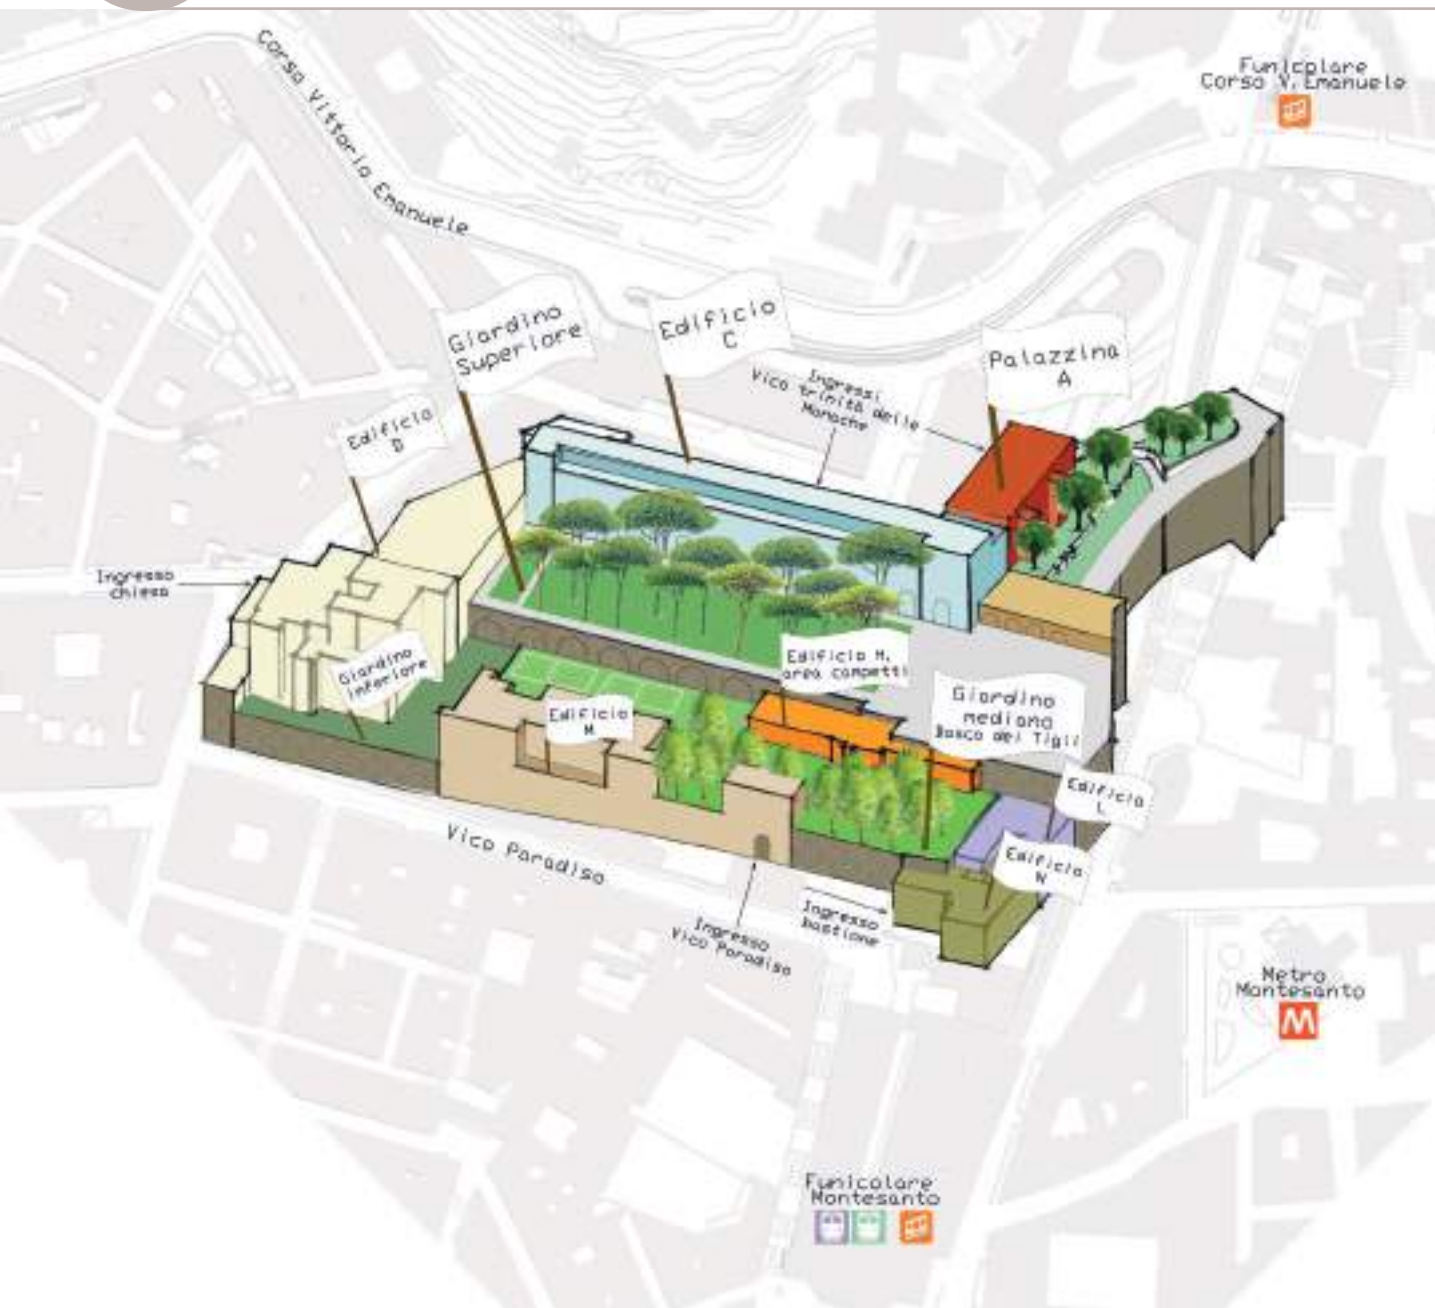 Corso Vittorio Emanuele
Funicolare
Corso V. Emanuele
Giardino
Superiore
Edificio
C
Palazzina
A
Ingressi
Vico trinità delle
Monache
Edificio
D
Ingresso
chiesa
Giardino
inferiore
Edificio
M
Edificio H,
area campetti
Giardino
mediano
Bosco dei Tigli
Edificio
L
Edificio
N
Vico Paradiso
Ingresso
Vico Paradiso
Ingresso
bastione
Metro
Montesanto
M
Funicolare
Montesanto